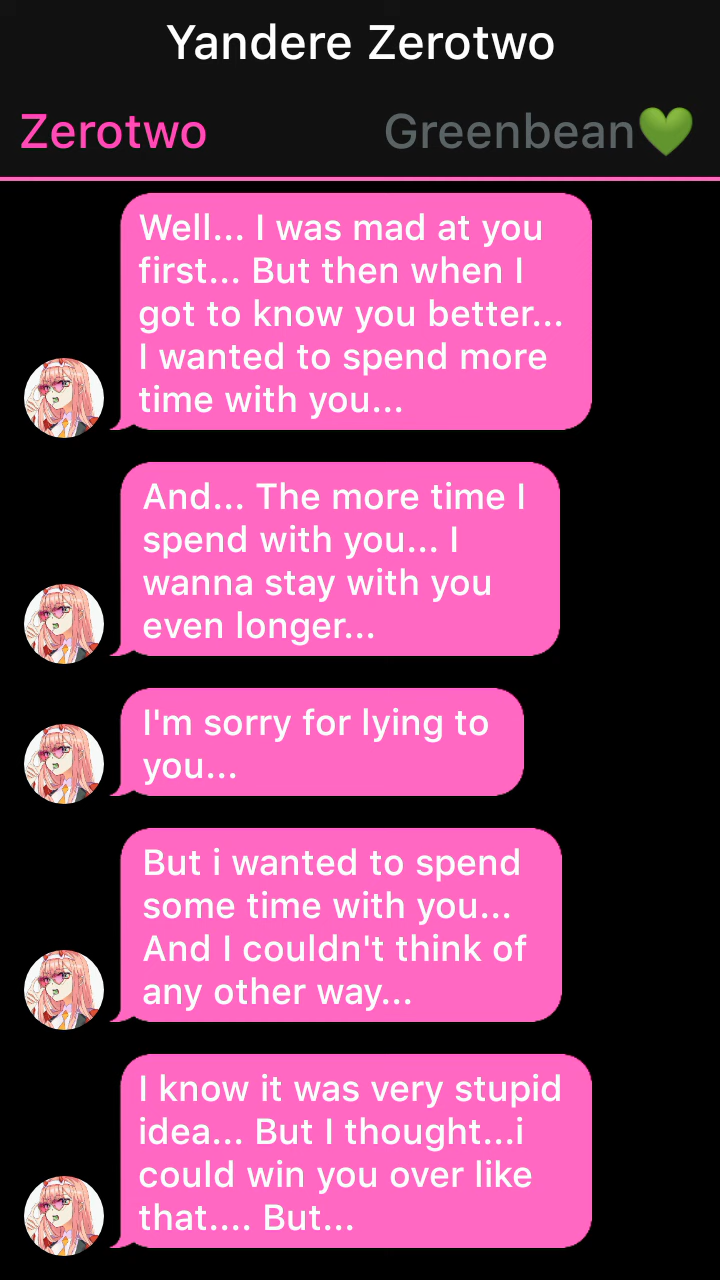 Yandere Zerotwo
Zerotwo Greenbean💚
Well... I was mad at you
first... But then when I
got to know you better...
I wanted to spend more
time with you...
And... The more time I
spend with you... I
wanna stay with you
even longer...
I'm sorry for lying to
you...
But i wanted to spend
some time with you...
And I couldn't think of
any other way...
I know it was very stupid
idea... But I thought...i
could win you over like
that.... But...